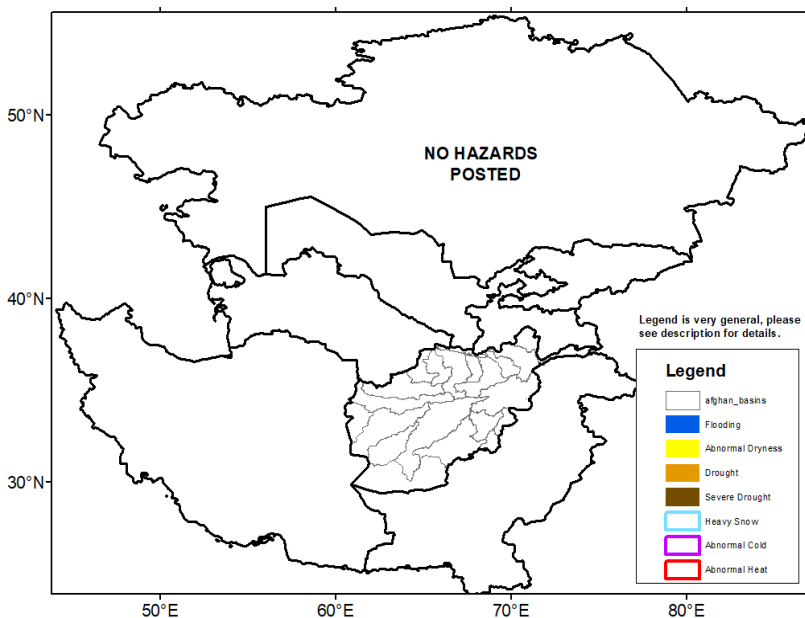 50°N
40°N
30°N
NO HAZARDS
POSTED
Legend is very general, please
see description for details.
Legend
afghan_basins
Flooding
Abnormal Dryness
Drought
Severe Drought
Heavy Snow
Abnormal Cold
Abnormal Heat
50°E
60°E
70°E
80°E